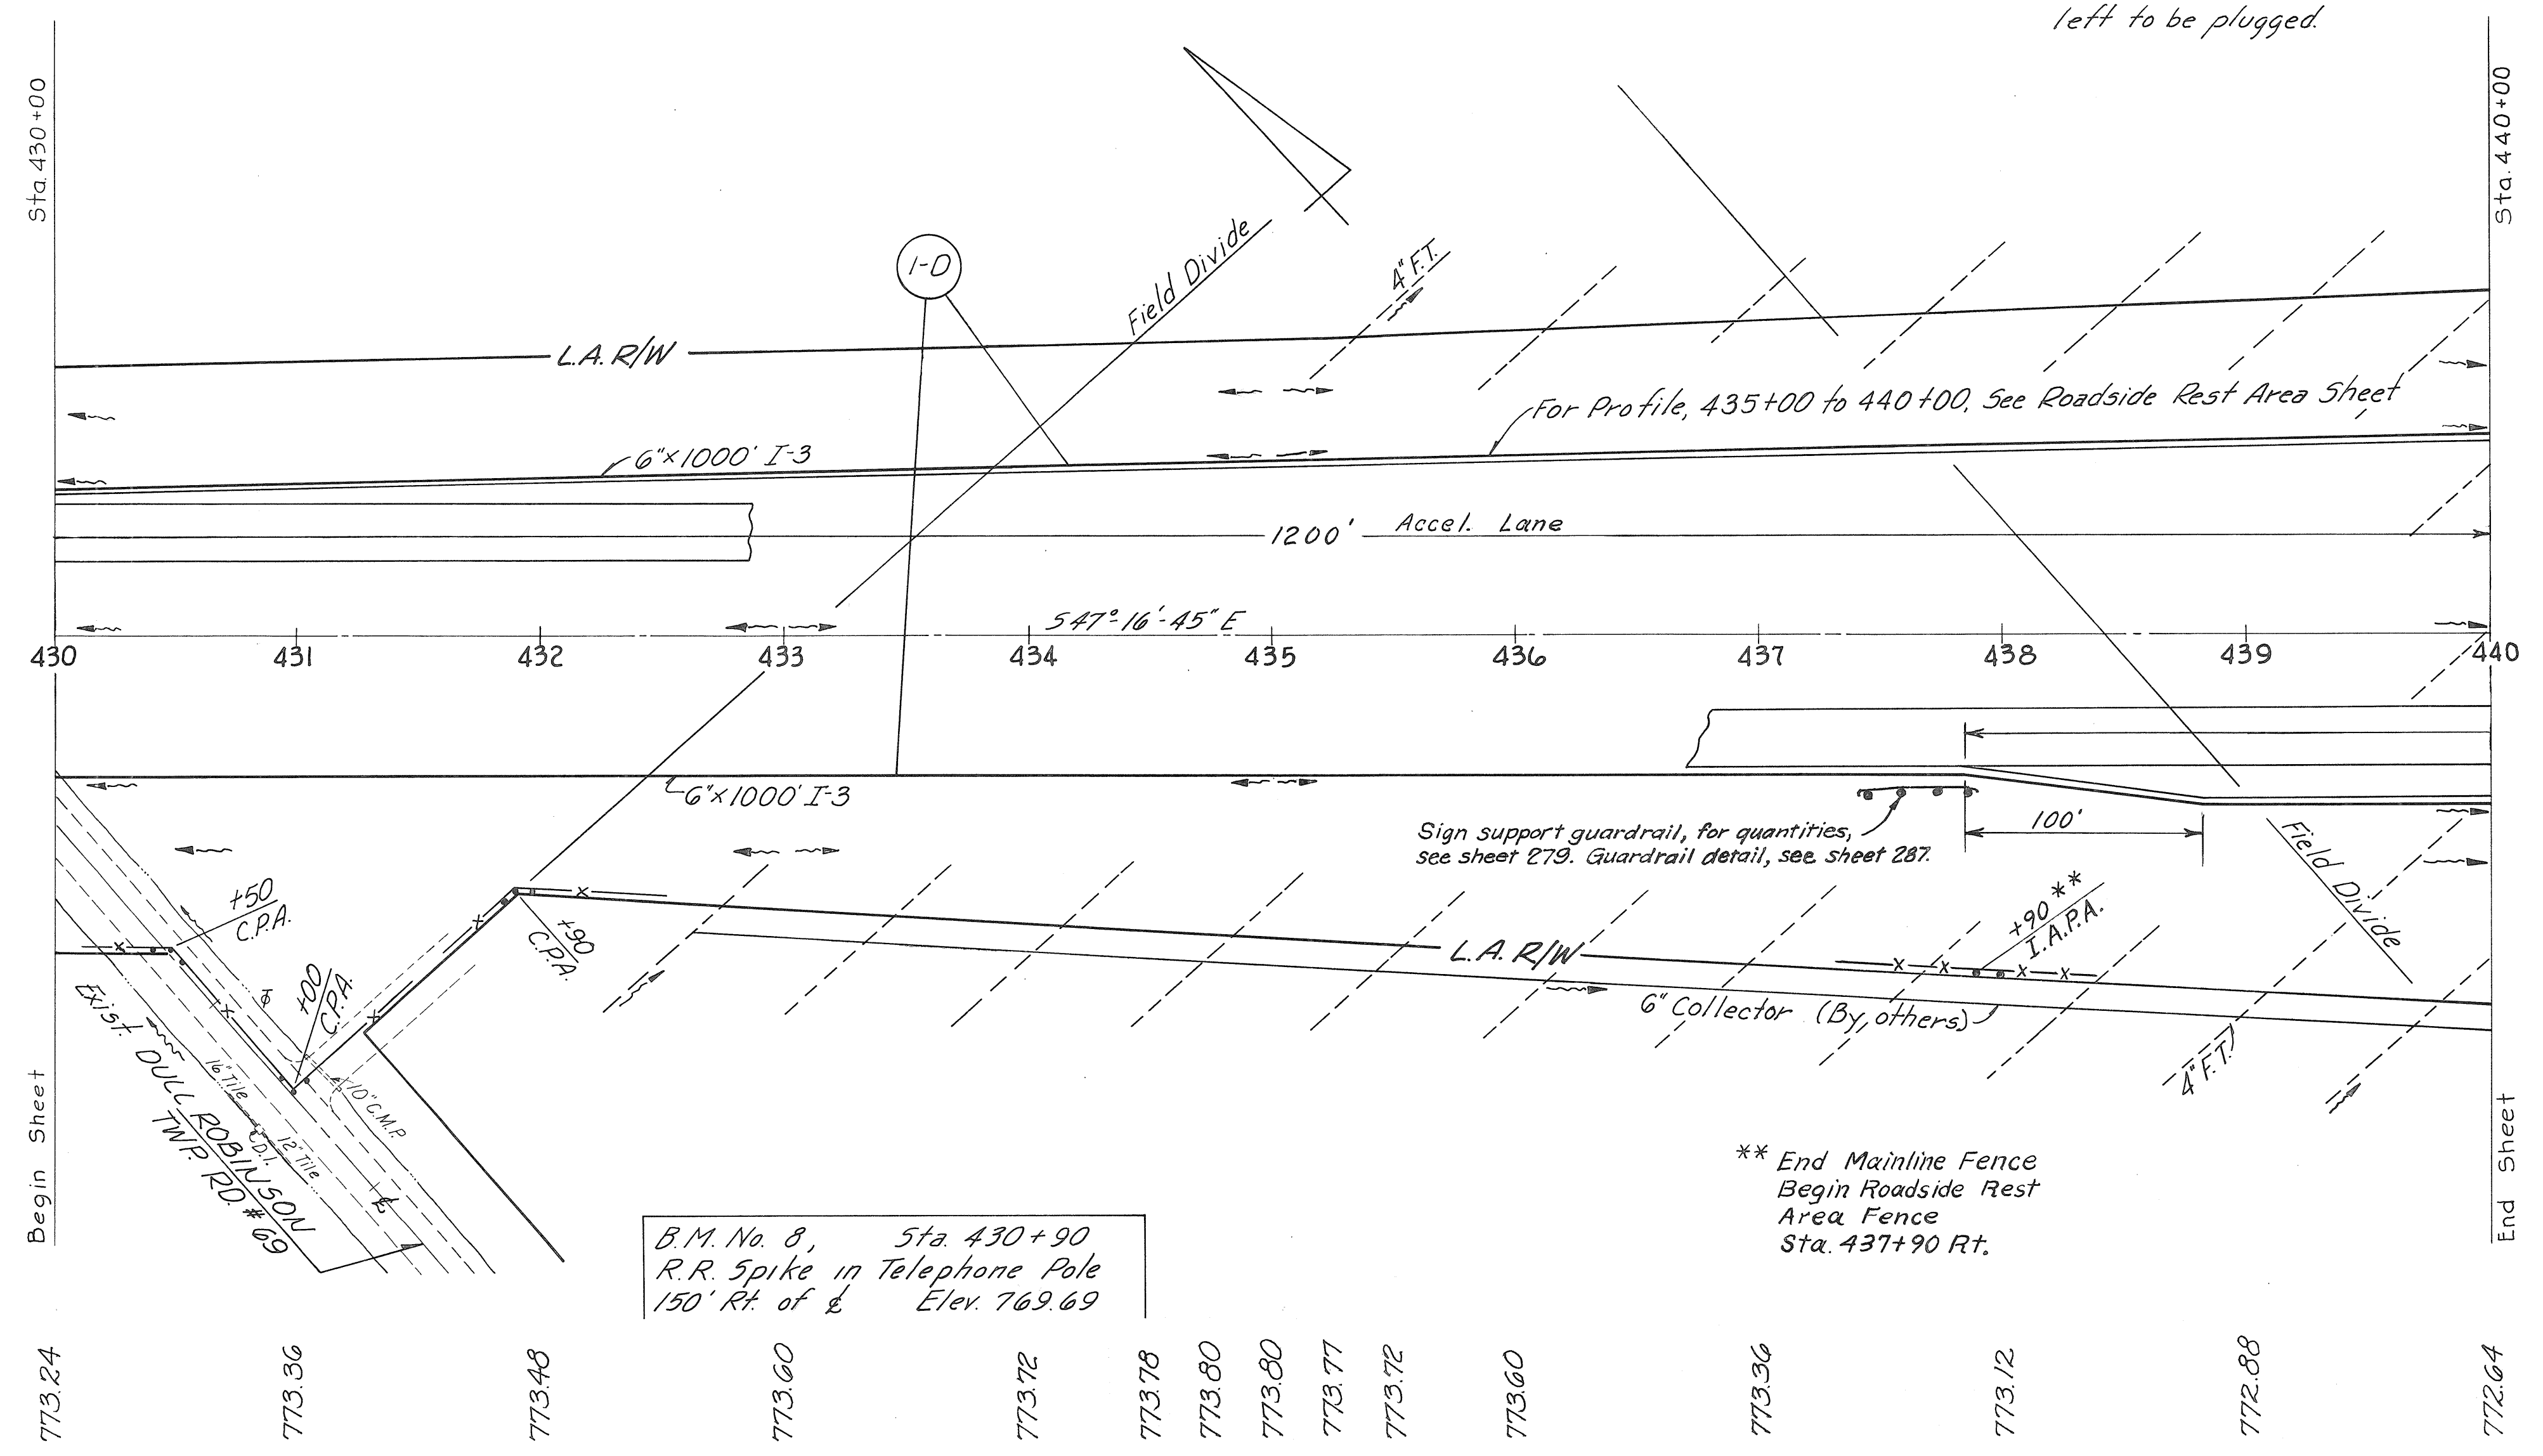 left to be plugged.
Sta. 430+00
Sta. 440+00
1-D
Field Divide
4" F.T.
L.A. R/W
For Profile, 435+00 to 440+00, See Roadside Rest Area Sheet
6"x1000' I-3
1200' Accel. Lane
S47°-16'-45" E
430 431 432 433 434 435 436 437 438 439 440
6"x1000' I-3
Sign support guardrail, for quantities,
see sheet 279. Guardrail detail, see sheet 287.
100'
Field Divide
+50
C.P.A.
+90
C.P.A.
+00
C.P.A.
L.A. R/W
+90 **
I.A.P.A.
6" Collector (By others)
4" F.T.
Exist.
DULL ROBINSON
TWP. RD. #69
16" Tile
C.D.I.
12" Tile
10" C.M.P.
℄
Begin Sheet
End Sheet
** End Mainline Fence
Begin Roadside Rest
Area Fence
Sta. 437+90 Rt.
B.M. No. 8, Sta. 430+90
R.R. Spike in Telephone Pole
150' Rt. of ℄ Elev. 769.69
773.24
773.36
773.48
773.60
773.72
773.78
773.80
773.80
773.77
773.72
773.60
773.36
773.12
772.88
772.64